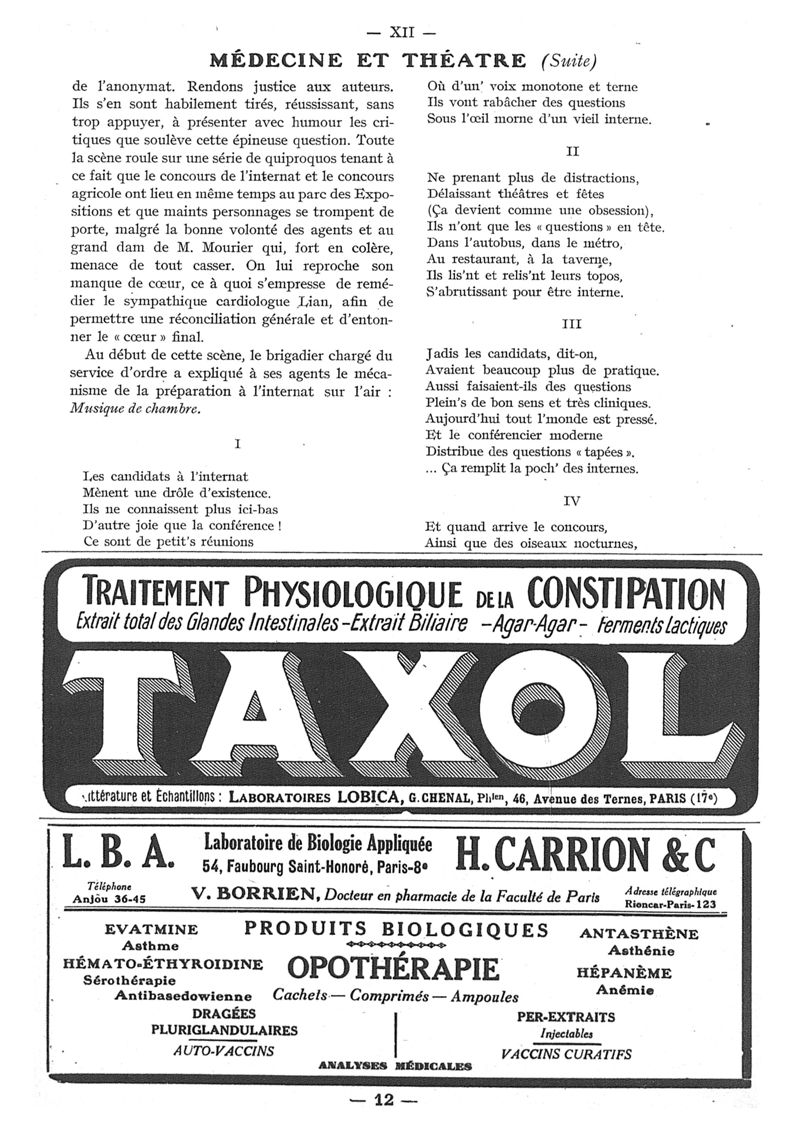 — XII —
MÉDECINE ET THÉATRE (Suite)
de l'anonymat. Rendons justice aux auteurs.
Ils s'en sont habilement tirés, réussissant, sans
trop appuyer, à présenter avec humour les cri-
tiques que soulève cette épineuse question. Toute
la scène roule sur une série de quiproquos tenant à
ce fait que le concours de l'internat et le concours
agricole ont lieu en même temps au parc des Expo-
sitions et que maints personnages se trompent de
porte, malgré la bonne volonté des agents et au
grand dam de M. Mourier qui, fort en colère,
menace de tout casser. On lui reproche son
manque de cœur, ce à quoi s'empresse de remé-
dier le sympathique cardiologue Lian, afin de
permettre une réconciliation générale et d'enton-
ner le « cœur » final.
Au début de cette scène, le brigadier chargé du
service d'ordre a expliqué à ses agents le méca-
nisme de la préparation à l'internat sur l'air :
Musique de chambre.
I
Les candidats à l'internat
Mènent une drôle d'existence.
Ils ne connaissent plus ici-bas
D'autre joie que la conférence !
Ce sont de petit's réunions
Où d'un' voix monotone et terne
Ils vont rabâcher des questions
Sous l'œil morne d'un vieil interne.
II
Ne prenant plus de distractions,
Délaissant théâtres et fêtes
(Ça devient comme une obsession),
Ils n'ont que les « questions » en tête.
Dans l'autobus, dans le métro,
Au restaurant, à la taverne,
Ils lis'nt et relis'nt leurs topos,
S'abrutissant pour être interne.
III
Jadis les candidats, dit-on,
Avaient beaucoup plus de pratique.
Aussi faisaient-ils des questions
Plein's de bon sens et très cliniques.
Aujourd'hui tout l'monde est pressé.
Et le conférencier moderne
Distribue des questions « tapées ».
... Ça remplit la poch' des internes.
IV
Et quand arrive le concours,
Ainsi que des oiseaux nocturnes,
TRAITEMENT PHYSIOLOGIQUE DE LA CONSTIPATION
Extrait total des Glandes Intestinales - Extrait Biliaire - Agar-Agar - Ferments Lactiques
TAXOL
Littérature et Échantillons : LABORATOIRES LOBICA, G. CHENAL, Phien, 46, Avenue des Ternes, PARIS (17e)
L. B. A. Laboratoire de Biologie Appliquée H. CARRION & C
54, Faubourg Saint-Honoré, Paris-8e
Téléphone
Anjou 36-45
V. BORRIEN, Docteur en pharmacie de la Faculté de Paris
Adresse télégraphique
Rioncar-Paris-123
PRODUITS BIOLOGIQUES
EVATMINE
Asthme
HÉMATO-ÉTHYROIDINE
Sérothérapie
Antibasedowienne
OPOTHÉRAPIE
Cachets — Comprimés — Ampoules
ANTASTHÈNE
Asthénie
HÉPANÈME
Anémie
DRAGÉES
PLURIGLANDULAIRES
AUTO-VACCINS
PER-EXTRAITS
Injectables
VACCINS CURATIFS
ANALYSES MÉDICALES
— 12 —